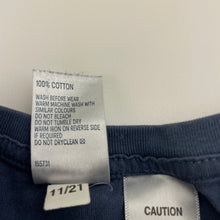 100% COTTON
WASH BEFORE WEAR
WARM MACHINE WASH WITH
SIMILAR COLOURS
DO NOT BLEACH
DO NOT TUMBLE DRY
WARM IRON ON REVERSE SIDE
IF REQUIRED
DO NOT DRYCLEAN
155731
11/21
CAUTION